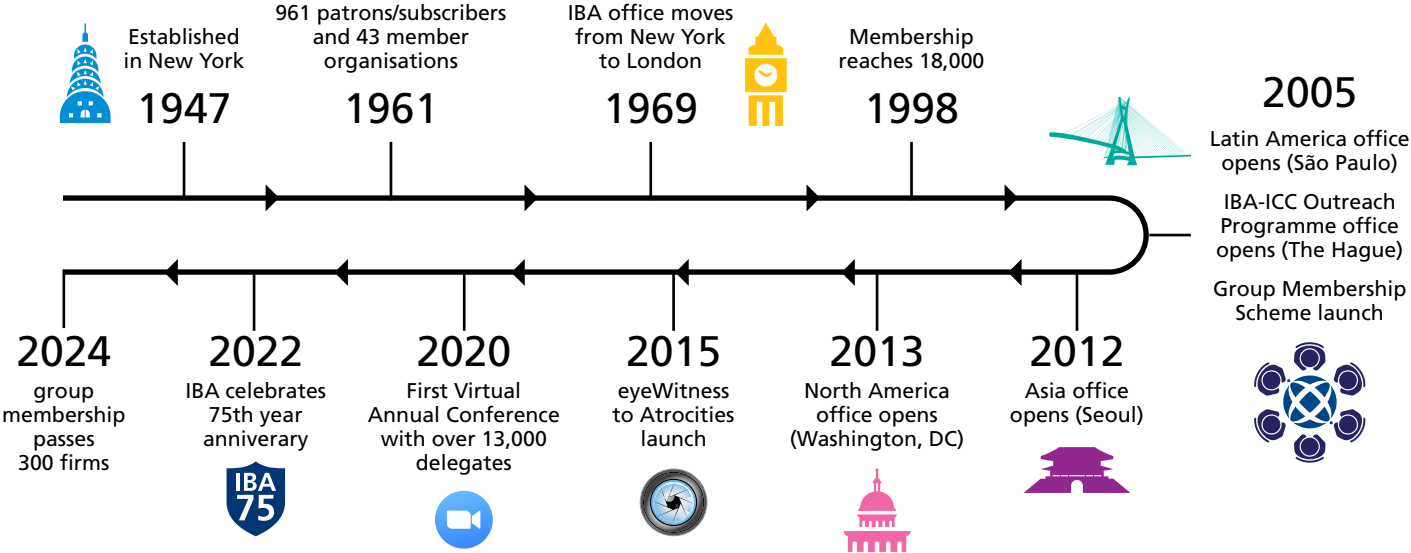 Established
in New York
1947
961 patrons/subscribers
and 43 member
organisations
1961
IBA office moves
from New York
to London
1969
Membership
reaches 18,000
1998
2005
Latin America office
opens (São Paulo)
IBA-ICC Outreach
Programme office
opens (The Hague)
Group Membership
Scheme launch
2012
Asia office
opens (Seoul)
2013
North America
office opens
(Washington, DC)
2015
eyeWitness
to Atrocities
launch
2020
First Virtual
Annual Conference
with over 13,000
delegates
2022
IBA celebrates
75th year
anniverary
IBA
75
2024
group
membership
passes
300 firms